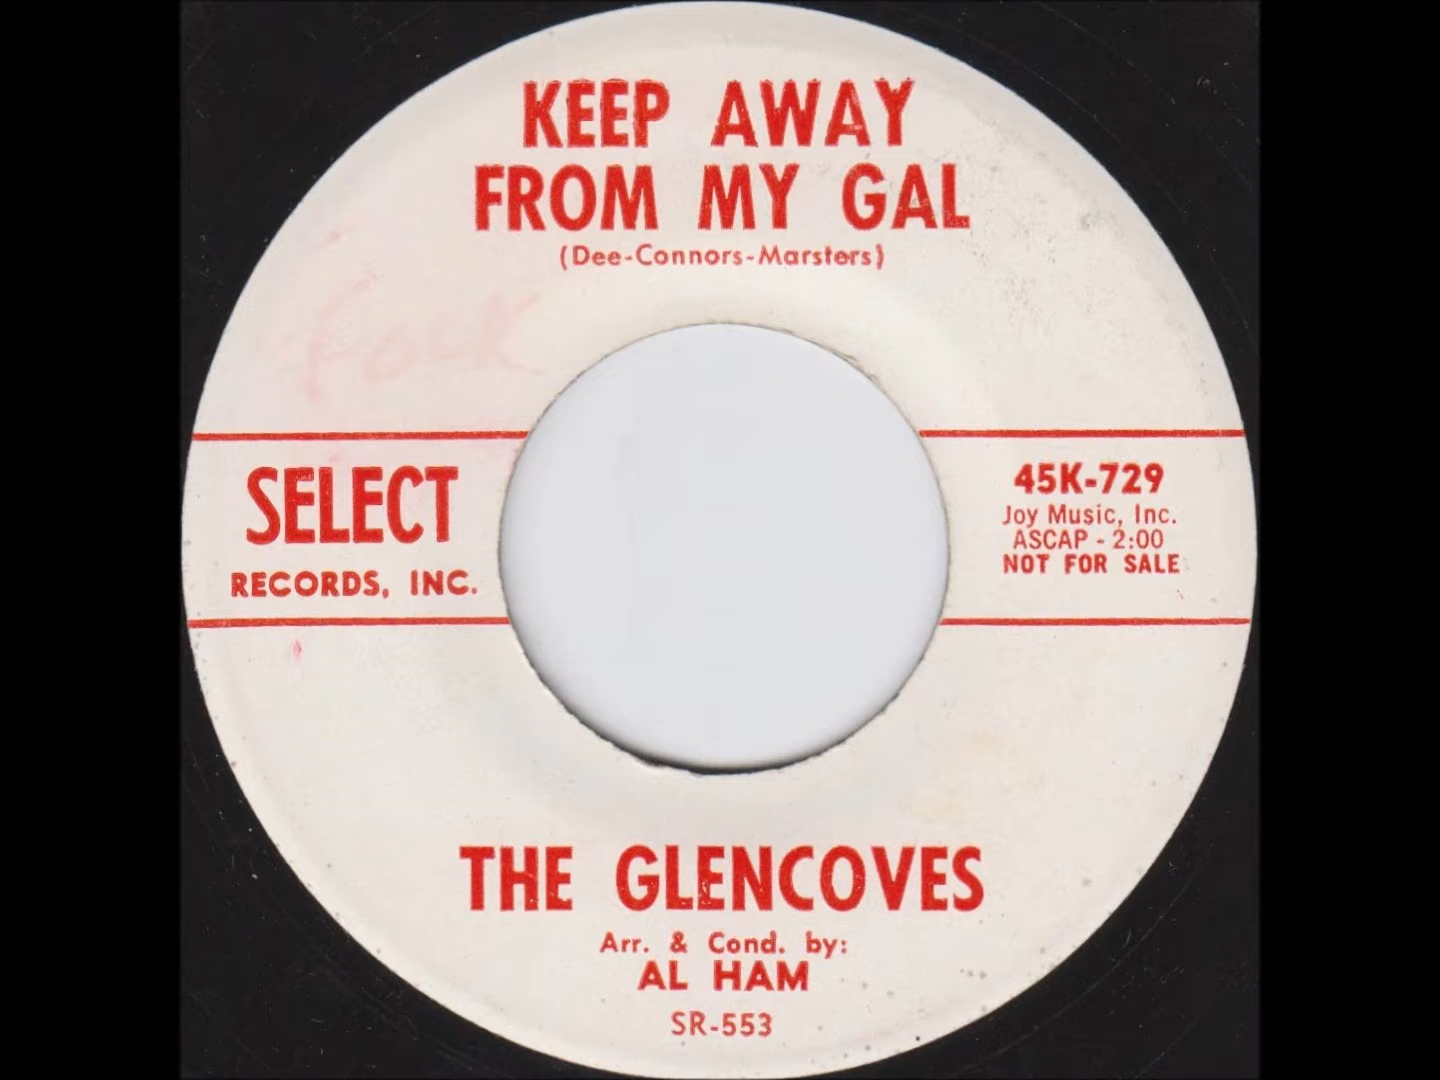 KEEP AWAY
FROM MY GAL
(Dee-Connors-Marsters)
Folk
SELECT
RECORDS, INC.
45K-729
Joy Music, Inc.
ASCAP - 2:00
NOT FOR SALE
THE GLENCOVES
Arr. & Cond. by:
AL HAM
SR-553